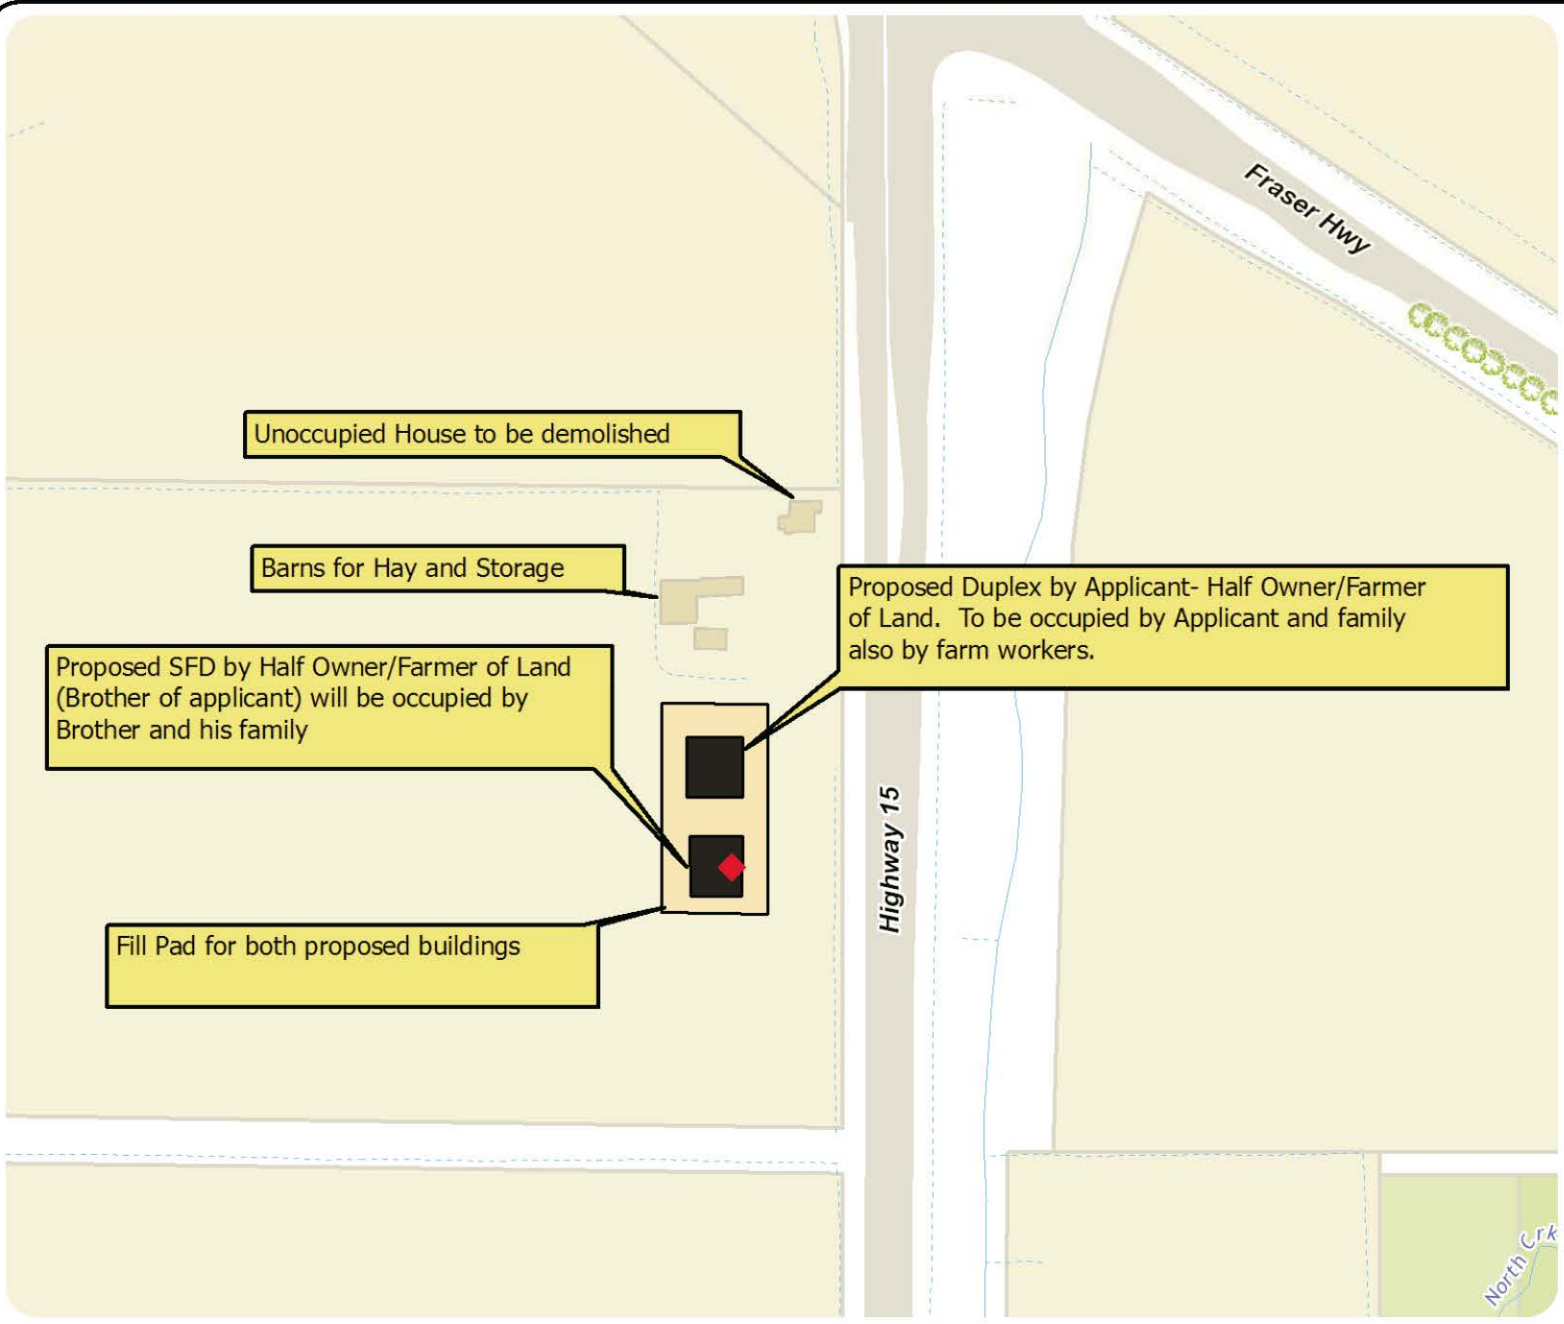 Fraser Hwy
Unoccupied House to be demolished
Barns for Hay and Storage
Proposed Duplex by Applicant- Half Owner/Farmer
of Land.  To be occupied by Applicant and family
also by farm workers.
Proposed SFD by Half Owner/Farmer of Land
(Brother of applicant) will be occupied by
Brother and his family
Highway 15
Fill Pad for both proposed buildings
North Crk